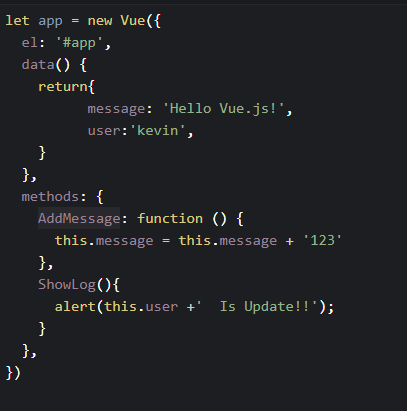 let app = new Vue({
  el: '#app',
  data() {
    return{
          message: 'Hello Vue.js!',
          user:'kevin',
    }
  },
  methods: {
    AddMessage: function () {
      this.message = this.message + '123'
    },
    ShowLog(){
      alert(this.user +'  Is Update!!');
    }
  },
})